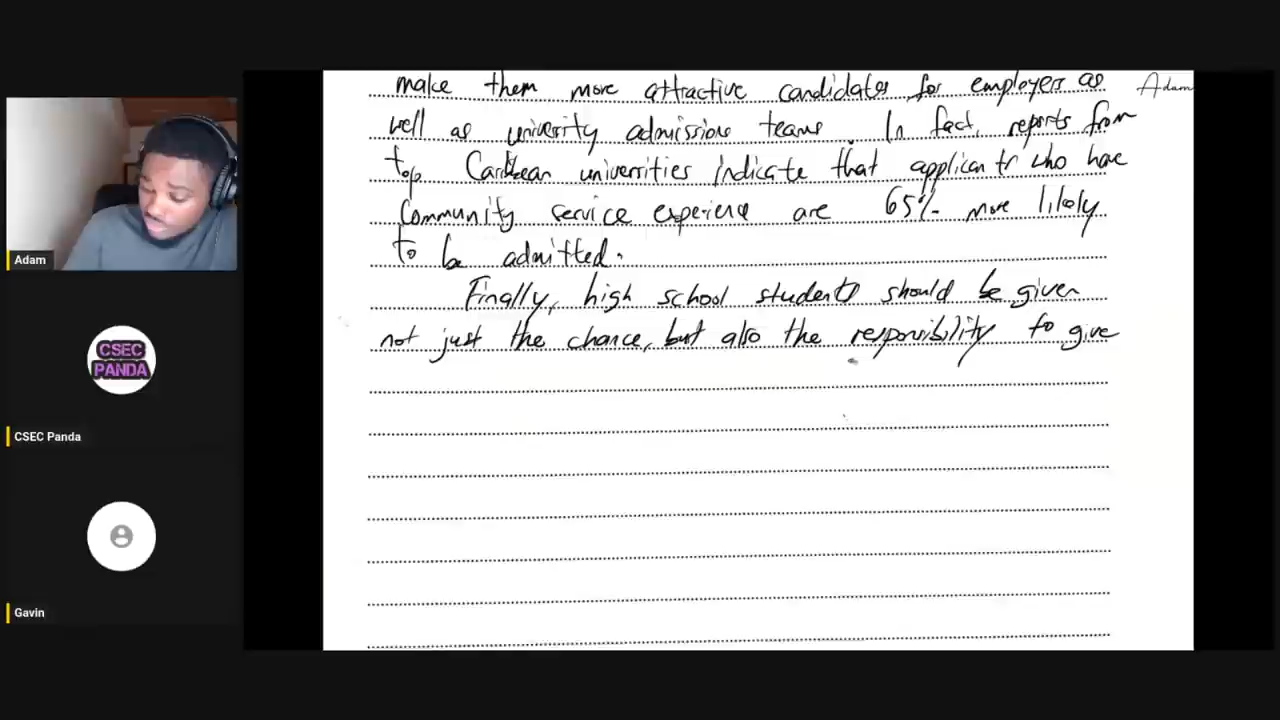 make them more attractive candidates for employers as
Adam
well as univerity admissions teams. In fact, reports from
top Caribbean universities indicate that applicants who have
Community service experience are 65% more likely
to be admitted.
Finally, high school students should be given
not just the chance, but also the responsibility to give
Adam
CSEC
PANDA
CSEC Panda
Gavin